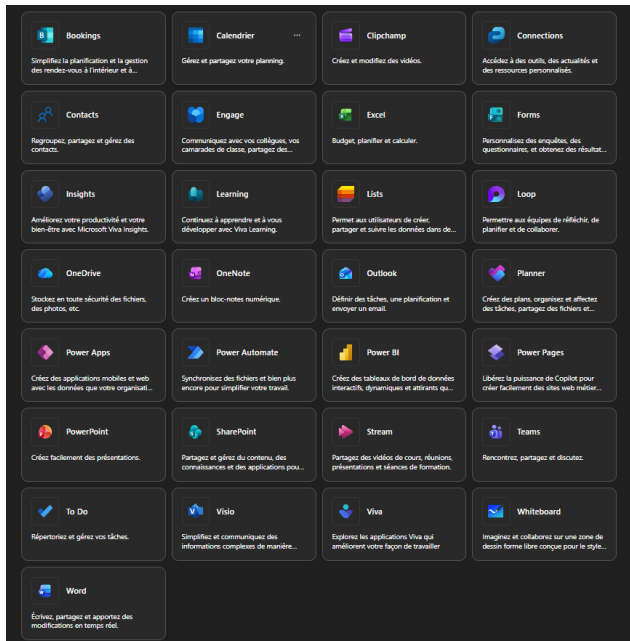 Bookings
Simplifiez la planification et la gestion
des rendez-vous à l'intérieur et à...
Calendrier
...
Gérez et partagez votre planning.
Clipchamp
Créez et modifiez des vidéos.
Connections
Accédez à des outils, des actualités et
des ressources personnalisés.
Contacts
Regroupez, partagez et gérez des
contacts.
Engage
Communiquez avec vos collègues, vos
camarades de classe, partagez des...
Excel
Budget, planifier et calculer.
Forms
Personnalisez des enquêtes, des
questionnaires, et obtenez des résultat...
Insights
Améliorez votre productivité et votre
bien-être avec Microsoft Viva Insights.
Learning
Continuez à apprendre et à vous
développer avec Viva Learning.
Lists
Permet aux utilisateurs de créer,
partager et suivre les données dans de...
Loop
Permettre aux équipes de réfléchir, de
planifier et de collaborer.
OneDrive
Stockez en toute sécurité des fichiers,
des photos, etc.
OneNote
Créez un bloc-notes numérique.
Outlook
Définir des tâches, une planification et
envoyer un email.
Planner
Créez des plans, organisez et affectez
des tâches, partagez des fichiers et...
Power Apps
Créez des applications mobiles et web
avec les données que votre organisati...
Power Automate
Synchronisez des fichiers et bien plus
encore pour simplifier votre travail.
Power BI
Créez des tableaux de bord de données
interactifs, dynamiques et attirants qu...
Power Pages
Libérez la puissance de Copilot pour
créer facilement des sites web métier...
PowerPoint
Créez facilement des présentations.
SharePoint
Partagez et gérez du contenu, des
connaissances et des applications pou...
Stream
Partagez des vidéos de cours, réunions,
présentations et séances de formation.
Teams
Rencontrez, partagez et discutez.
To Do
Répertoriez et gérez vos tâches.
Visio
Simplifiez et communiquez des
informations complexes de manière...
Viva
Explorez les applications Viva qui
améliorent votre façon de travailler
Whiteboard
Imaginez et collaborez sur une zone de
dessin forme libre conçue pour le style...
Word
Écrivez, partagez et apportez des
modifications en temps réel.